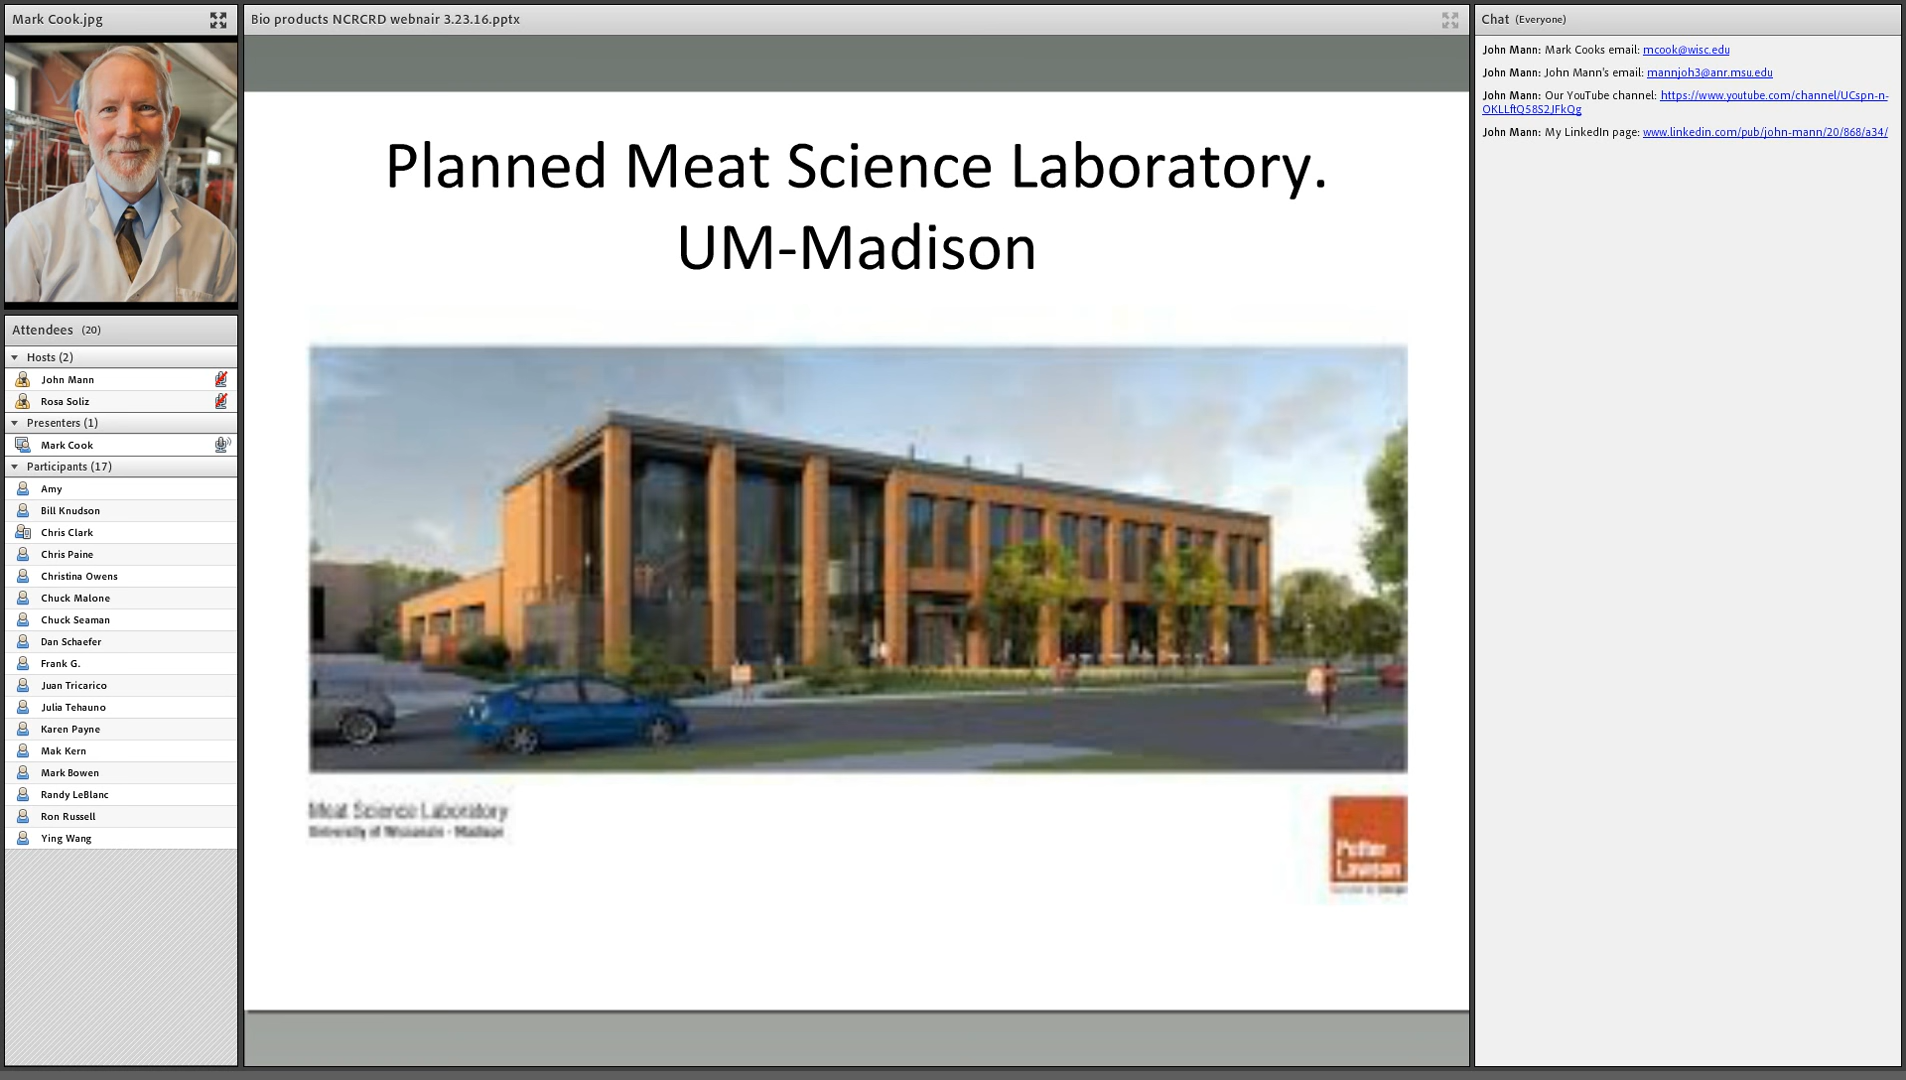 Mark Cook.jpg
Bio products NCRCRD webnair 3.23.16.pptx
Chat (Everyone)
Attendees (20)
Hosts (2)
John Mann
Rosa Soliz
Presenters (1)
Mark Cook
Participants (17)
Amy
Bill Knudson
Chris Clark
Chris Paine
Christina Owens
Chuck Malone
Chuck Seaman
Dan Schaefer
Frank G.
Juan Tricarico
Julia Tehauno
Karen Payne
Mak Kern
Mark Bowen
Randy LeBlanc
Ron Russell
Ying Wang
Planned Meat Science Laboratory.
UM-Madison
Meat Science Laboratory
University of Wisconsin - Madison
Potter
Lawson
John Mann: Mark Cooks email: mcook@wisc.edu
John Mann: John Mann's email: mannjoh3@anr.msu.edu
John Mann: Our YouTube channel: https://www.youtube.com/channel/UCspn-n-
OKLLftQ58S2JFkQg
John Mann: My LinkedIn page: www.linkedin.com/pub/john-mann/20/868/a34/